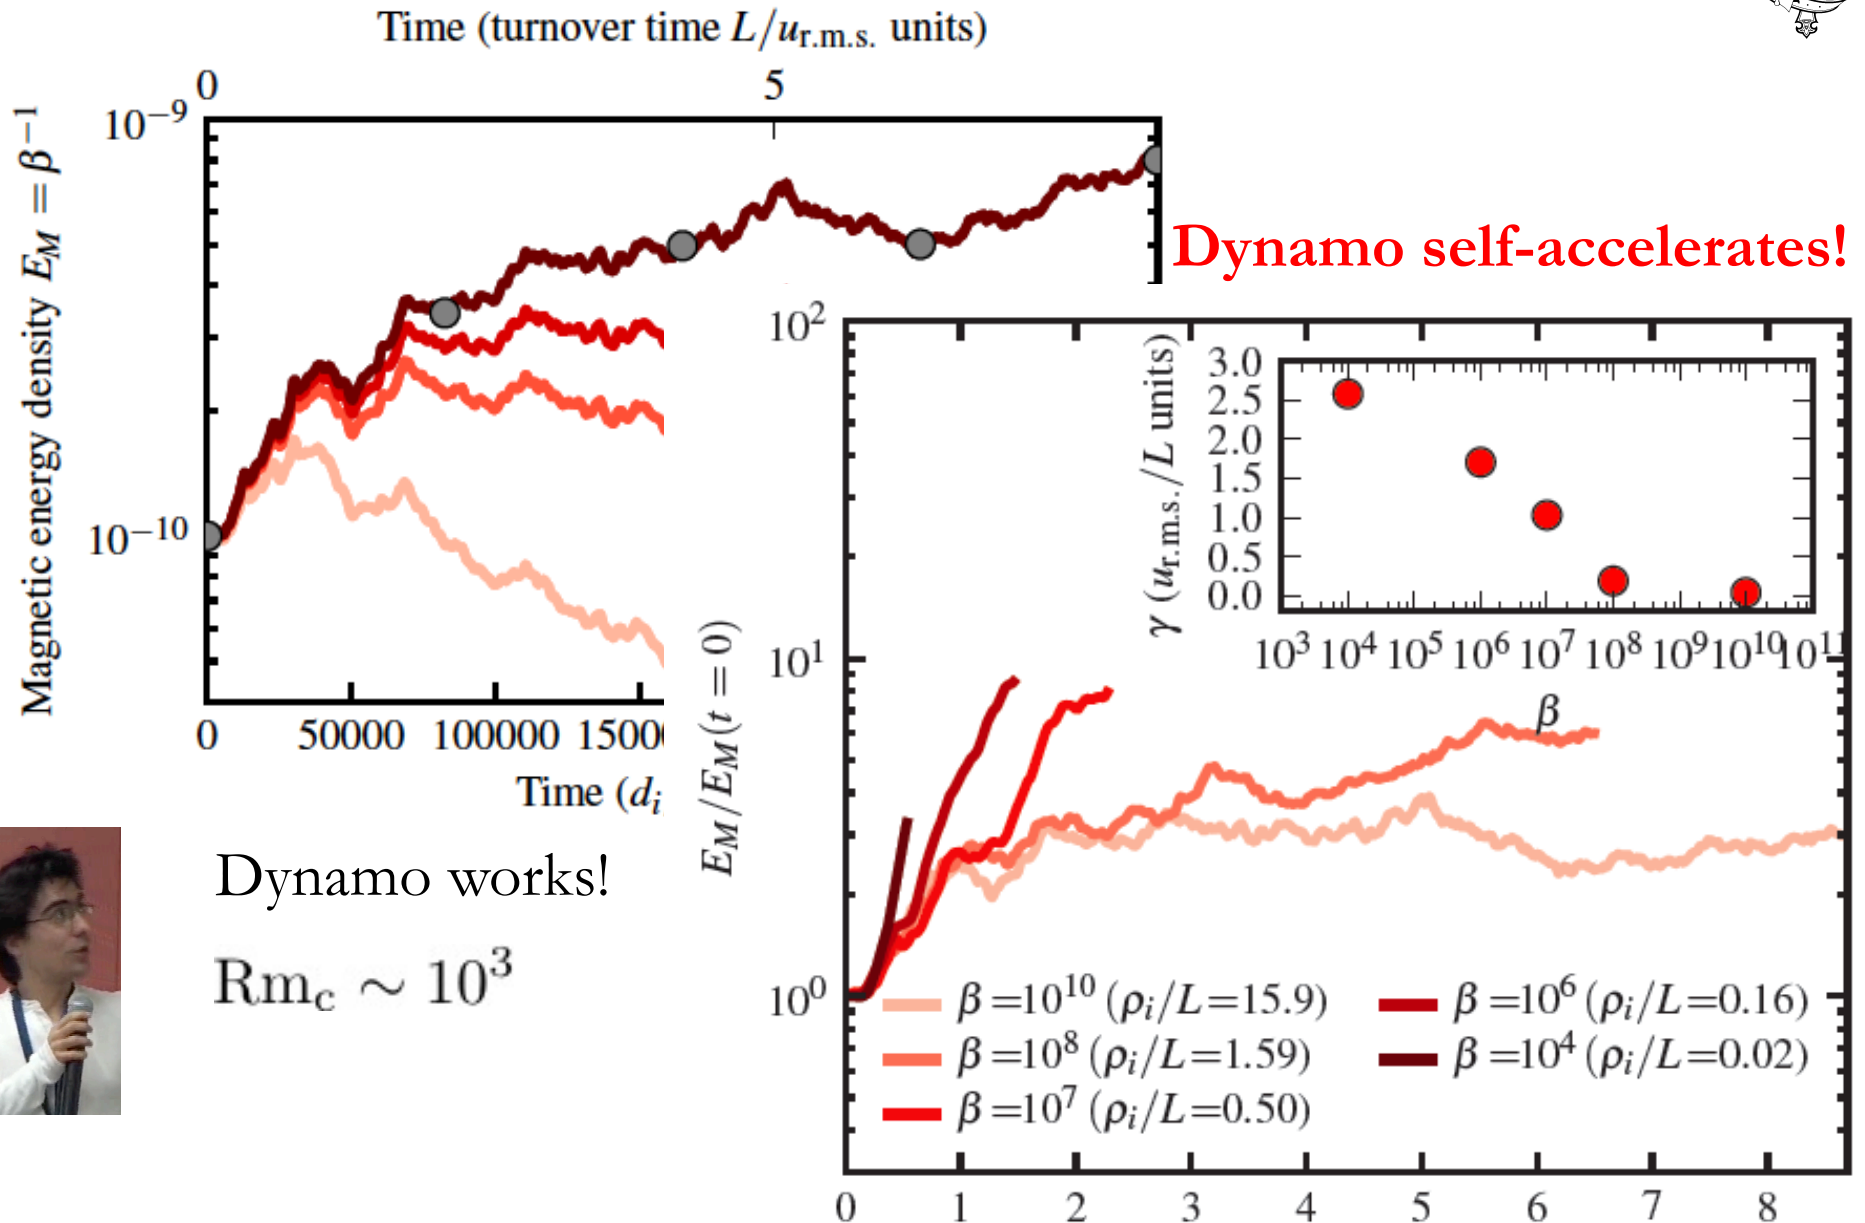 Time (turnover time L/u_r.m.s. units)
0 5
Magnetic energy density E_M = β^−1
10^−9
10^−10
0 50000 100000 1500
Time (d_i
Dynamo self-accelerates!
E_M/E_M(t = 0)
10^2
10^1
10^0
γ (u_r.m.s./L units)
3.0
2.5
2.0
1.5
1.0
0.5
0.0
10^3 10^4 10^5 10^6 10^7 10^8 10^9 10^10 10^11
β
β =10^10 (ρ_i/L=15.9)
β =10^8 (ρ_i/L=1.59)
β =10^7 (ρ_i/L=0.50)
β =10^6 (ρ_i/L=0.16)
β =10^4 (ρ_i/L=0.02)
0 1 2 3 4 5 6 7 8
Dynamo works!
Rm_c ∼ 10^3